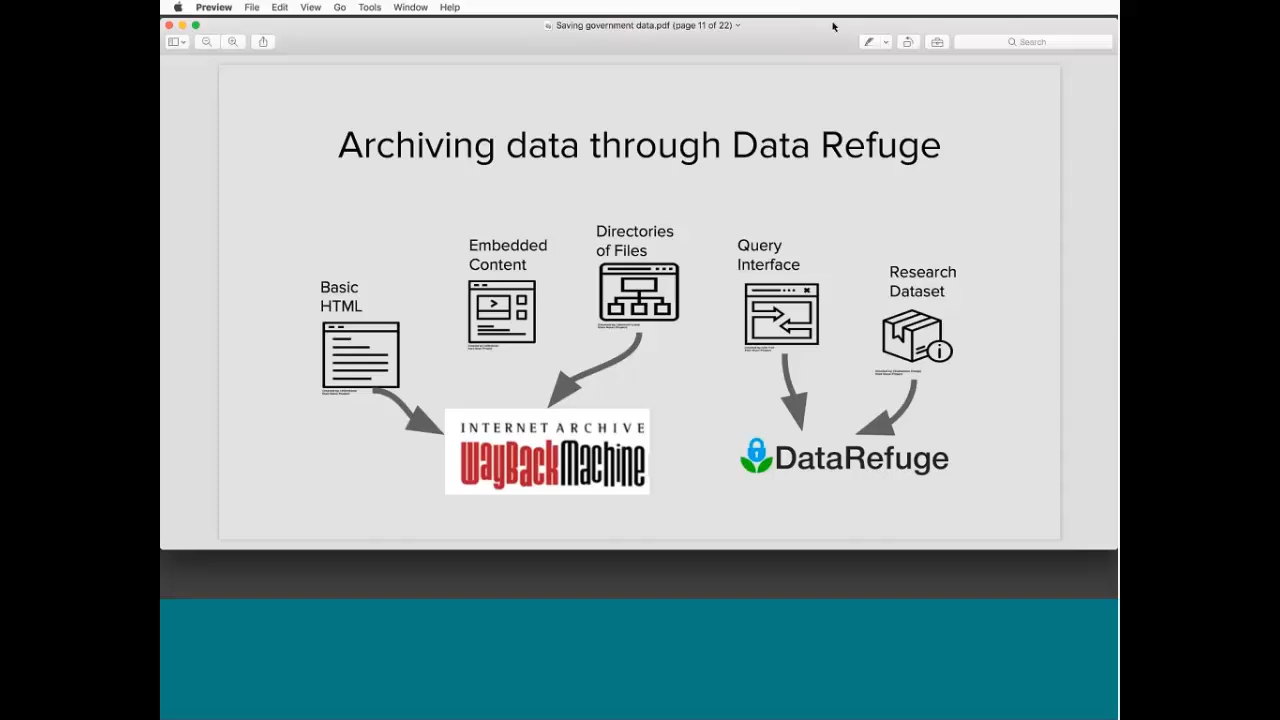 Preview File Edit View Go Tools Window Help
Saving government data.pdf (page 11 of 22)
Search
Archiving data through Data Refuge
Basic
HTML
Embedded
Content
Directories
of Files
Query
Interface
Research
Dataset
INTERNET ARCHIVE
WayBackMachine
DataRefuge